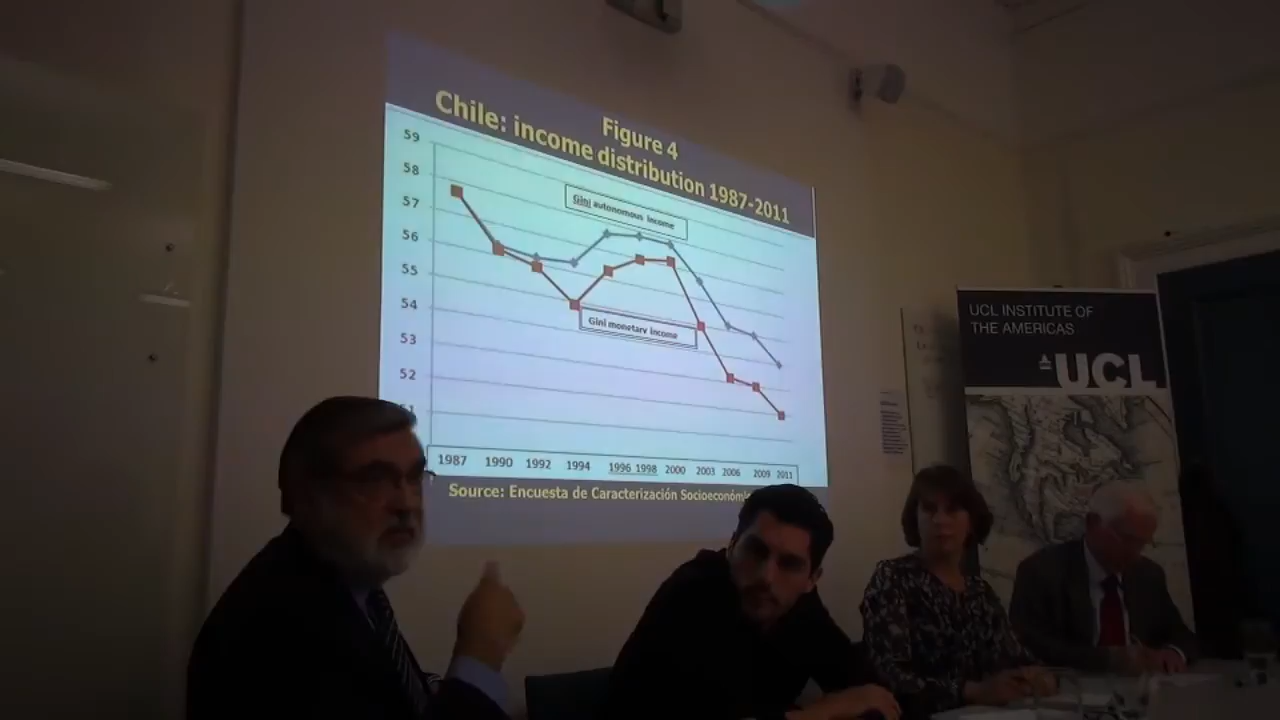 Figure 4
Chile: income distribution 1987-2011
59
58
57
56
55
54
53
52
Gini autonomous income
Gini monetary income
1987 1990 1992 1994 1996 1998 2000 2003 2006 2009 2011
Source: Encuesta de Caracterización
UCL INSTITUTE OF
THE AMERICAS
UCL